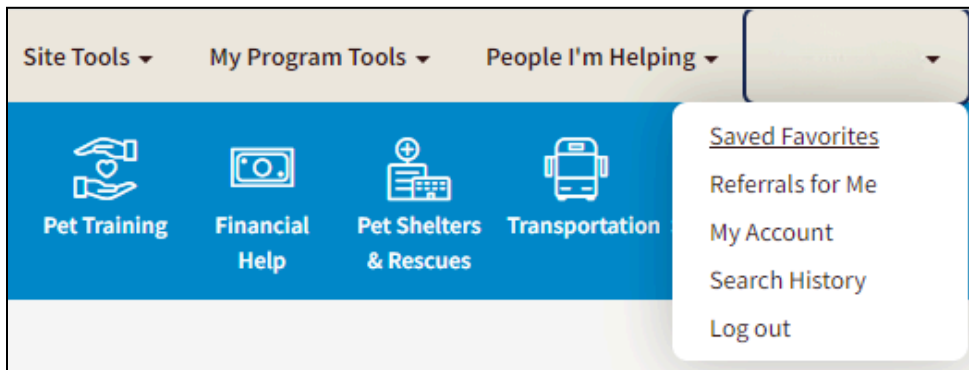 Site Tools
My Program Tools
People I'm Helping
Pet Training
Financial
Help
Pet Shelters
& Rescues
Transportation
Saved Favorites
Referrals for Me
My Account
Search History
Log out